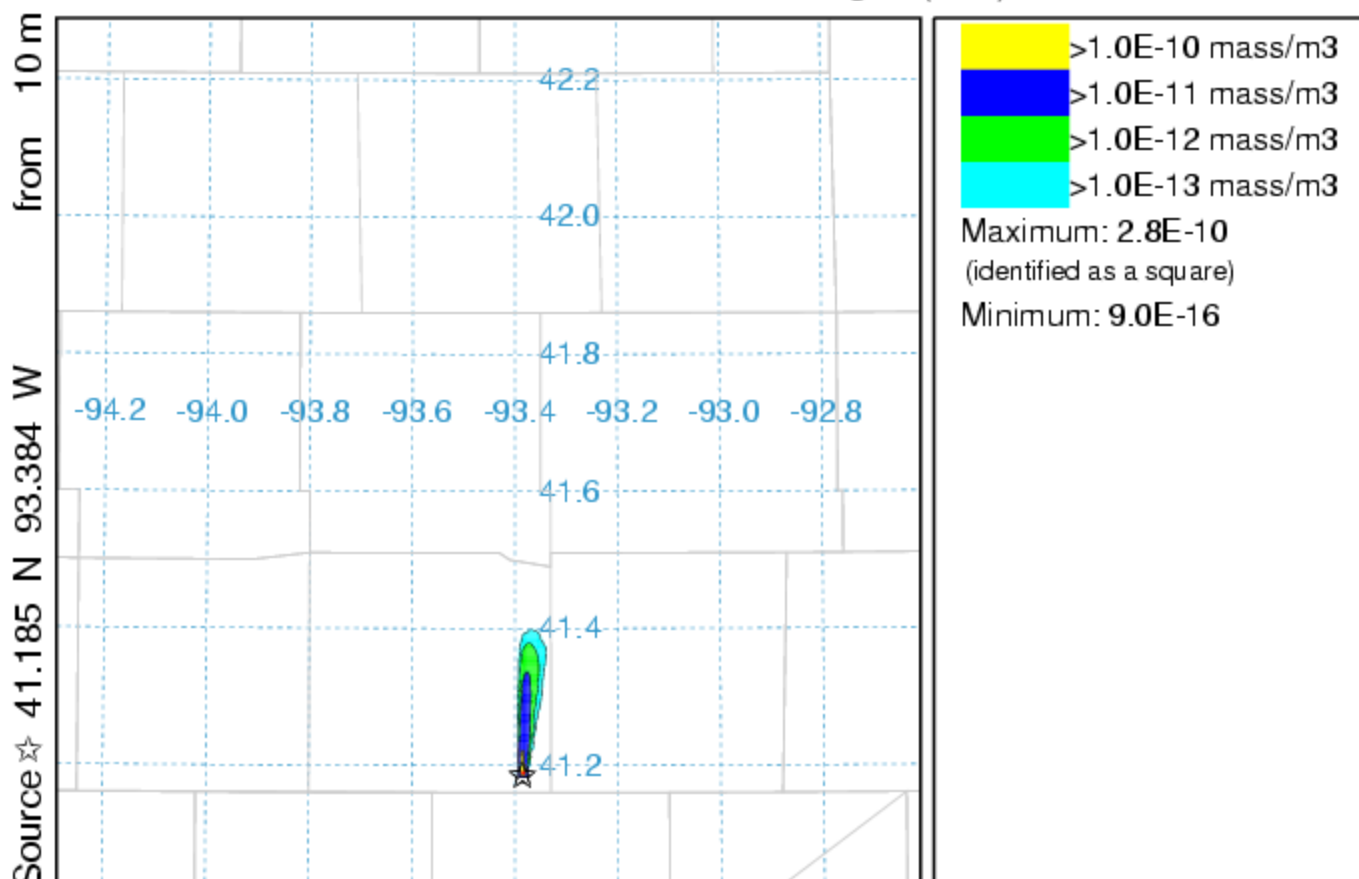 Source ☆ 41.185 N 93.384 W from 10 m
42.2
42.0
41.8
-94.2 -94.0 -93.8 -93.6 -93.4 -93.2 -93.0 -92.8
41.6
41.4
41.2
>1.0E-10 mass/m3
>1.0E-11 mass/m3
>1.0E-12 mass/m3
>1.0E-13 mass/m3
Maximum: 2.8E-10
(identified as a square)
Minimum: 9.0E-16